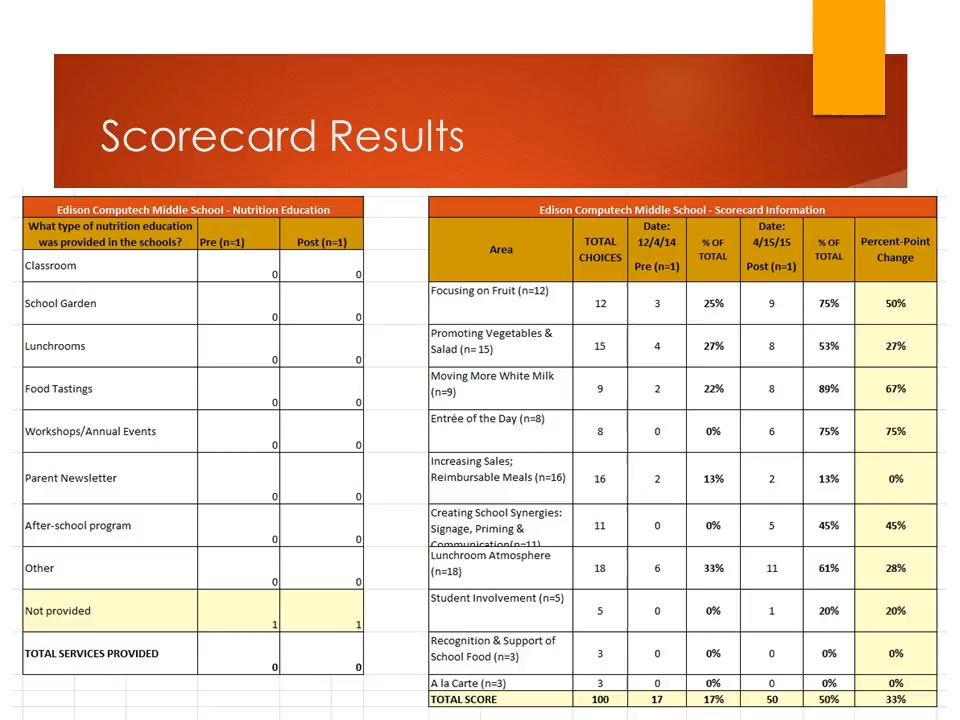 Scorecard Results
Edison Computech Middle School - Nutrition Education
What type of nutrition education
was provided in the schools? Pre (n=1) Post (n=1)
Classroom 0 0
School Garden 0 0
Lunchrooms 0 0
Food Tastings 0 0
Workshops/Annual Events 0 0
Parent Newsletter 0 0
After-school program 0 0
Other 0 0
Not provided 1 1
TOTAL SERVICES PROVIDED 0 0
Edison Computech Middle School - Scorecard Information
Area TOTAL CHOICES Date: 12/4/14 Pre (n=1) % OF TOTAL Date: 4/15/15 Post (n=1) % OF TOTAL Percent-Point Change
Focusing on Fruit (n=12) 12 3 25% 9 75% 50%
Promoting Vegetables &
Salad (n= 15) 15 4 27% 8 53% 27%
Moving More White Milk
(n=9) 9 2 22% 8 89% 67%
Entrée of the Day (n=8) 8 0 0% 6 75% 75%
Increasing Sales;
Reimbursable Meals (n=16) 16 2 13% 2 13% 0%
Creating School Synergies:
Signage, Priming &
Communication(n=11) 11 0 0% 5 45% 45%
Lunchroom Atmosphere
(n=18) 18 6 33% 11 61% 28%
Student Involvement (n=5) 5 0 0% 1 20% 20%
Recognition & Support of
School Food (n=3) 3 0 0% 0 0% 0%
A la Carte (n=3) 3 0 0% 0 0% 0%
TOTAL SCORE 100 17 17% 50 50% 33%